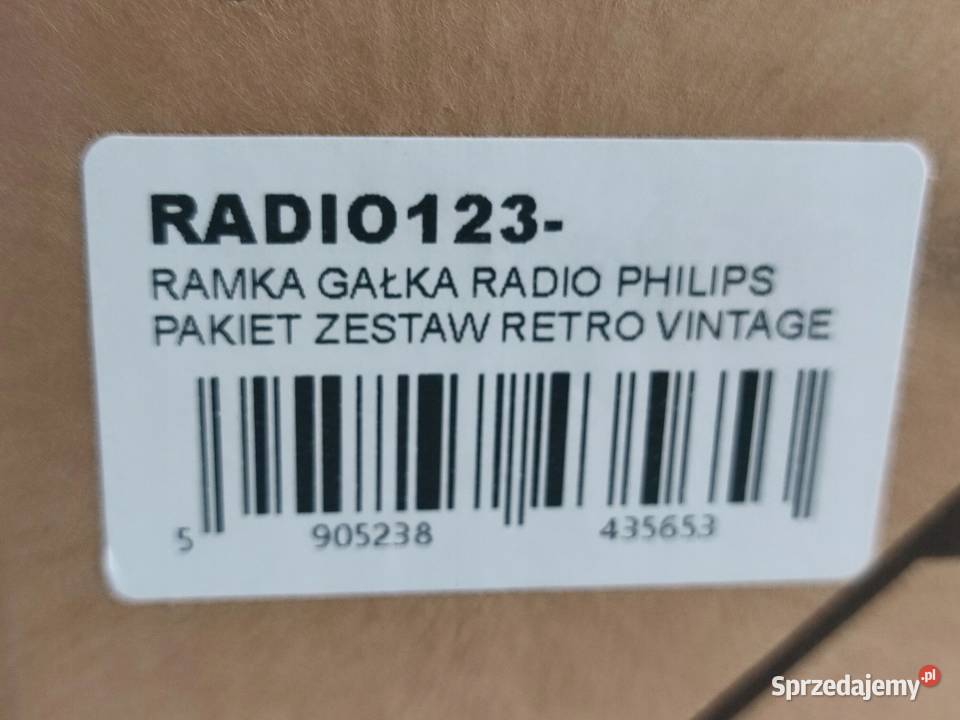 RADIO123-
RAMKA GAŁKA RADIO PHILIPS
PAKIET ZESTAW RETRO VINTAGE
5 905238 435653
Sprzedajemy.pl